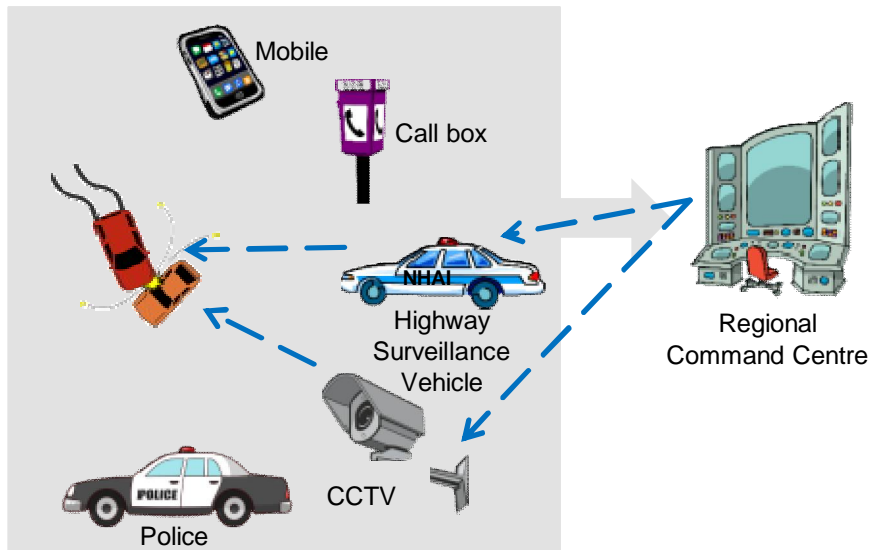 Mobile
Call box
NHAI
Highway
Surveillance
Vehicle
Regional
Command Centre
CCTV
POLICE
Police